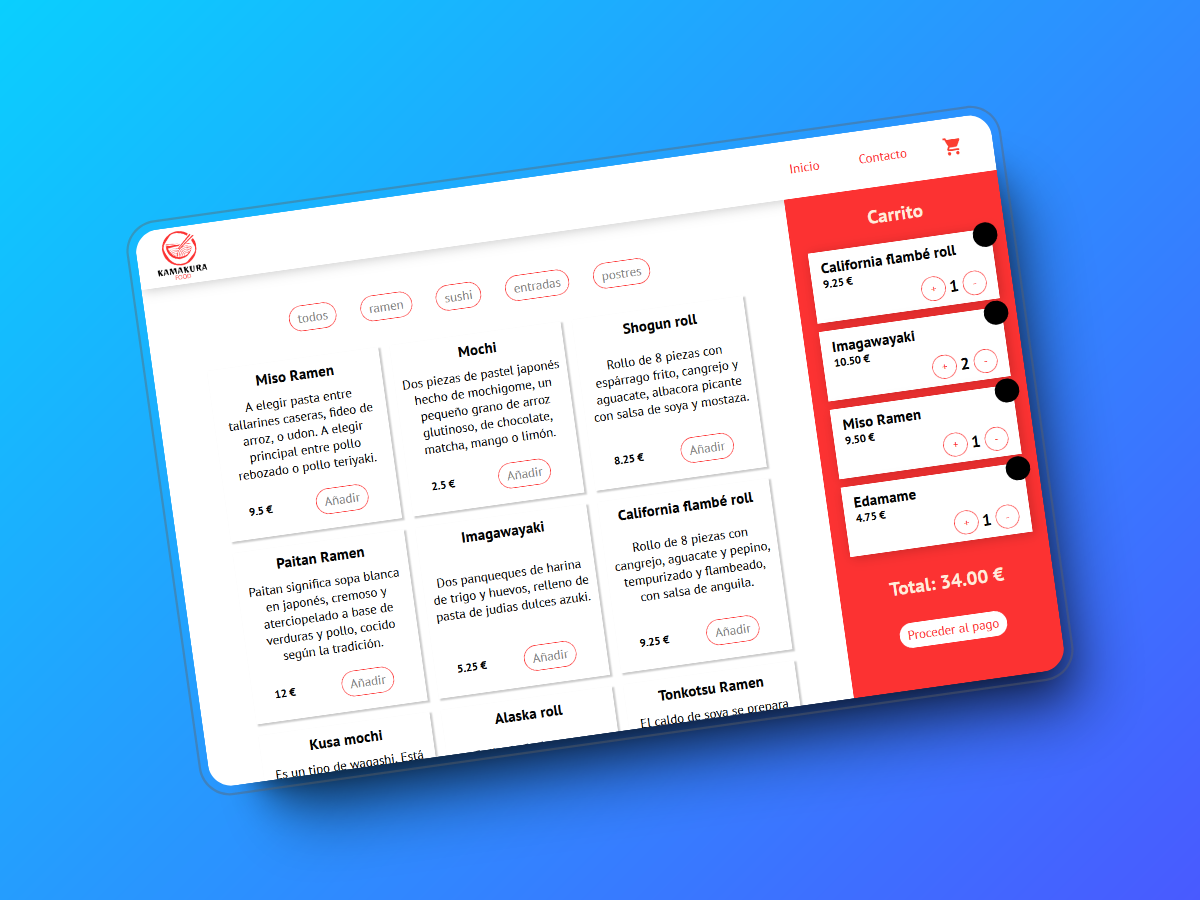 Inicio
Contacto
KAMAKURA
FOOD
todos
ramen
sushi
entradas
postres
Miso Ramen
A elegir pasta entre
tallarines caseras, fideo de
arroz, o udon. A elegir
principal entre pollo
rebozado o pollo teriyaki.
9.5 €
Añadir
Mochi
Dos piezas de pastel japonés
hecho de mochigome, un
pequeño grano de arroz
glutinoso, de chocolate,
matcha, mango o limón.
2.5 €
Añadir
Shogun roll
Rollo de 8 piezas con
espárrago frito, cangrejo y
aguacate, albacora picante
con salsa de soya y mostaza.
8.25 €
Añadir
Paitan Ramen
Paitan significa sopa blanca
en japonés, cremoso y
aterciopelado a base de
verduras y pollo, cocido
según la tradición.
12 €
Añadir
Imagawayaki
Dos panqueques de harina
de trigo y huevos, relleno de
pasta de judias dulces azuki.
5.25 €
Añadir
California flambé roll
Rollo de 8 piezas con
cangrejo, aguacate y pepino,
tempurizado y flambeado,
con salsa de anguila.
9.25 €
Añadir
Kusa mochi
Es un tipo de wagashi. Está
Alaska roll
Tonkotsu Ramen
El caldo de soya se prepara
Carrito
California flambé roll
9.25 €
+ 1 -
Imagawayaki
10.50 €
+ 2 -
Miso Ramen
9.50 €
+ 1 -
Edamame
4.75 €
+ 1 -
Total: 34.00 €
Proceder al pago